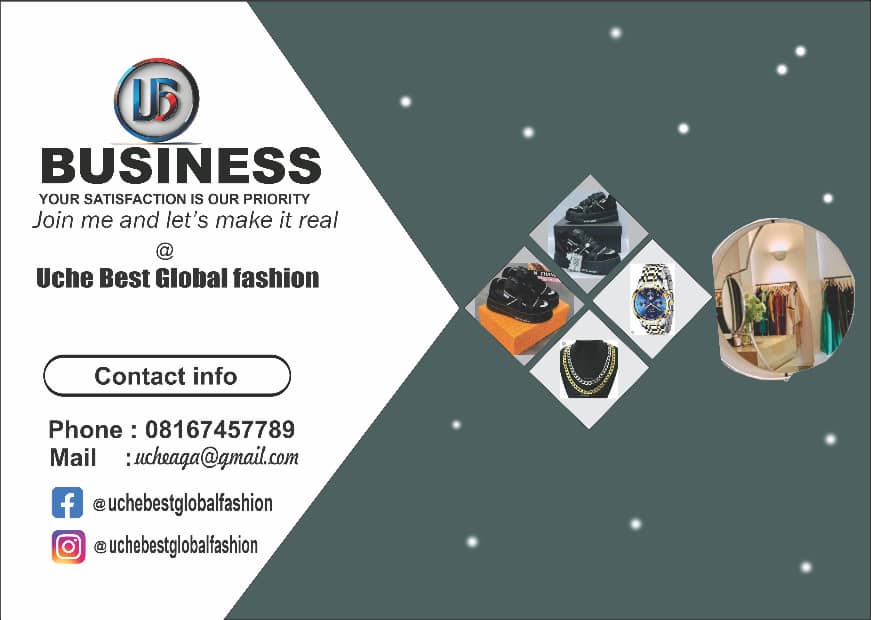 UB
BUSINESS
YOUR SATISFACTION IS OUR PRIORITY
Join me and let's make it real
@
Uche Best Global fashion
Contact info
Phone : 08167457789
Mail : ucheaga@gmail.com
@uchebestglobalfashion
@uchebestglobalfashion